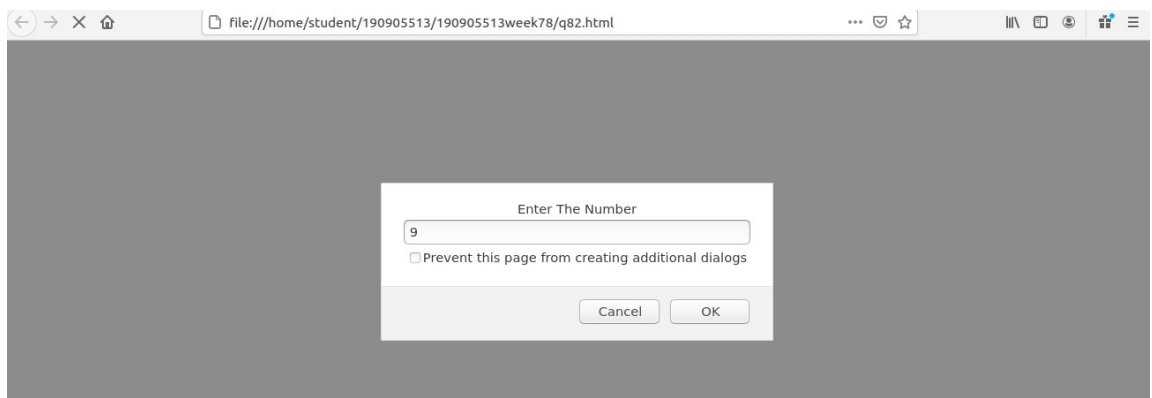 file:///home/student/190905513/190905513week78/q82.html
Enter The Number
9
Prevent this page from creating additional dialogs
Cancel OK